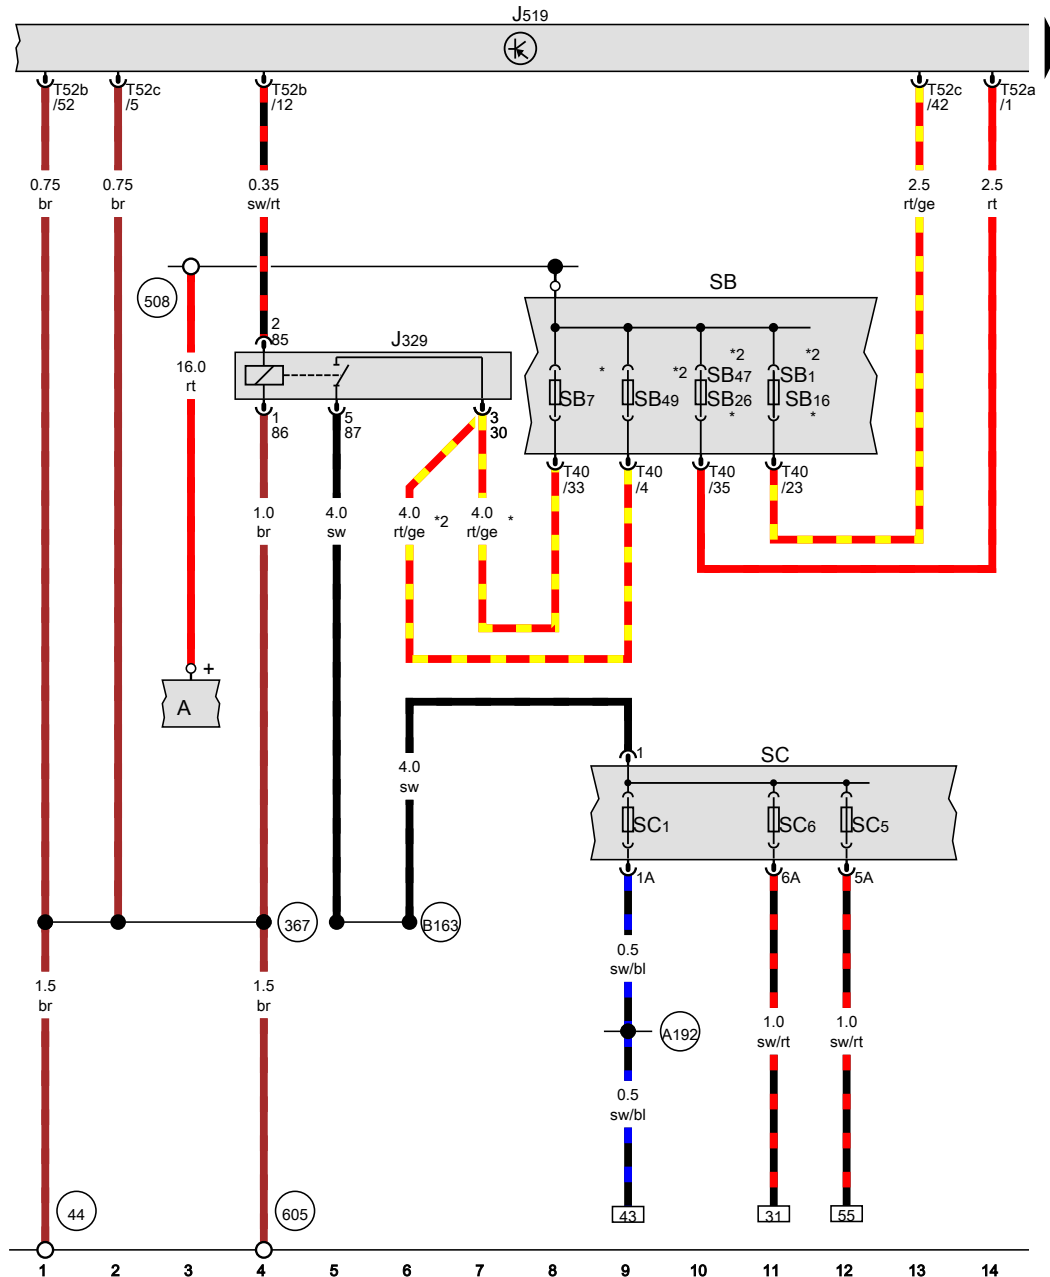 J519
T52b
/52
T52c
/5
T52b
/12
T52c
/42
T52a
/1
0.75
br
0.75
br
0.35
sw/rt
2.5
rt/ge
2.5
rt
508
SB
2
85
J329
16.0
rt
*2 *2
* *2 SB47 SB1
SB7 SB49 SB26 SB16
* *
1
86
5
87
3
30
T40
/33
T40
/4
T40
/35
T40
/23
1.0
br
4.0
sw
4.0
rt/ge *2
4.0
rt/ge *
+
A
1
SC
4.0
sw
SC1 SC6 SC5
1A 6A 5A
367 B163
0.5
sw/bl
1.5
br
1.5
br
A192
1.0
sw/rt
1.0
sw/rt
0.5
sw/bl
44 605 43 31 55
1 2 3 4 5 6 7 8 9 10 11 12 13 14